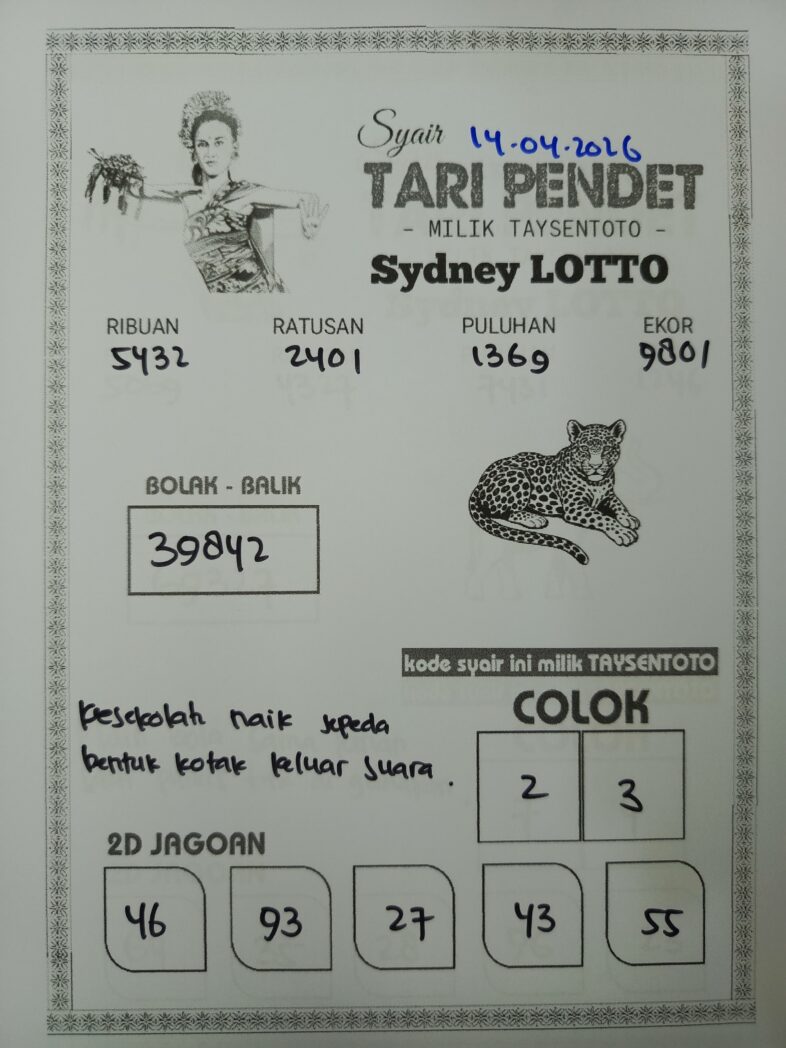 Syair 14.04.2026
TARI PENDET
- MILIK TAYSENTOTO -
Sydney LOTTO
RIBUAN RATUSAN PULUHAN EKOR
5432 2401 1369 9801
BOLAK - BALIK
39842
kode syair ini milik TAYSENTOTO
COLOK
2 3
kesekolah naik sepeda
bentuk kotak keluar suara .
2D JAGOAN
46 93 27 43 55